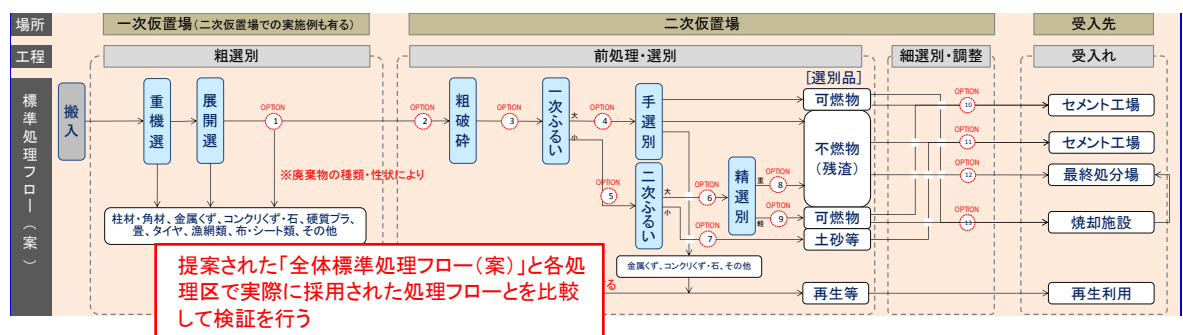 場所
一次仮置場(二次仮置場での実施例も有る)
二次仮置場
受入先
工程
粗選別
前処理・選別
細選別・調整
受入れ
標準処理フロー(案)
搬入
重機選
展開選
OPTION
1
OPTION
2
粗破砕
OPTION
3
一次ふるい
大
小
OPTION
4
手選別
OPTION
5
二次ふるい
大
小
OPTION
6
OPTION
7
精選別
重
軽
OPTION
8
OPTION
9
[選別品]
可燃物
不燃物
(残渣)
可燃物
土砂等
再生等
OPTION
10
OPTION
11
OPTION
12
OPTION
13
セメント工場
セメント工場
最終処分場
焼却施設
再生利用
※廃棄物の種類・性状により
柱材・角材、金属くず、コンクリくず・石、硬質プラ、
畳、タイヤ、漁網類、布・シート類、その他
金属くず、コンクリくず・石、その他
る
提案された「全体標準処理フロー(案)」と各処
理区で実際に採用された処理フローとを比較
して検証を行う